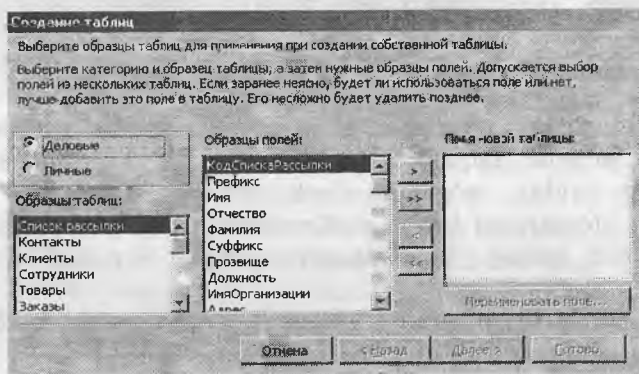 Создание таблиц
Выберите образцы таблиц для применения при создании собственной таблицы.
Выберите категорию и образец таблицы, а затем нужные образцы полей. Допускается выбор
полей из нескольких таблиц. Если заранее неясно, будет ли использоваться поле или нет,
лучше добавить это поле в таблицу. Его несложно будет удалить позднее.
Деловые
Личные
Образцы таблиц:
Список рассылки
Контакты
Клиенты
Сотрудники
Товары
Заказы
Образцы полей:
КодСпискаРассылки
Префикс
Имя
Отчество
Фамилия
Суффикс
Прозвище
Должность
ИмяОрганизации
Адрес
>
>>
<
<<
Поля новой таблицы:
Переименовать поле...
Отмена
< Назад
Далее >
Готово